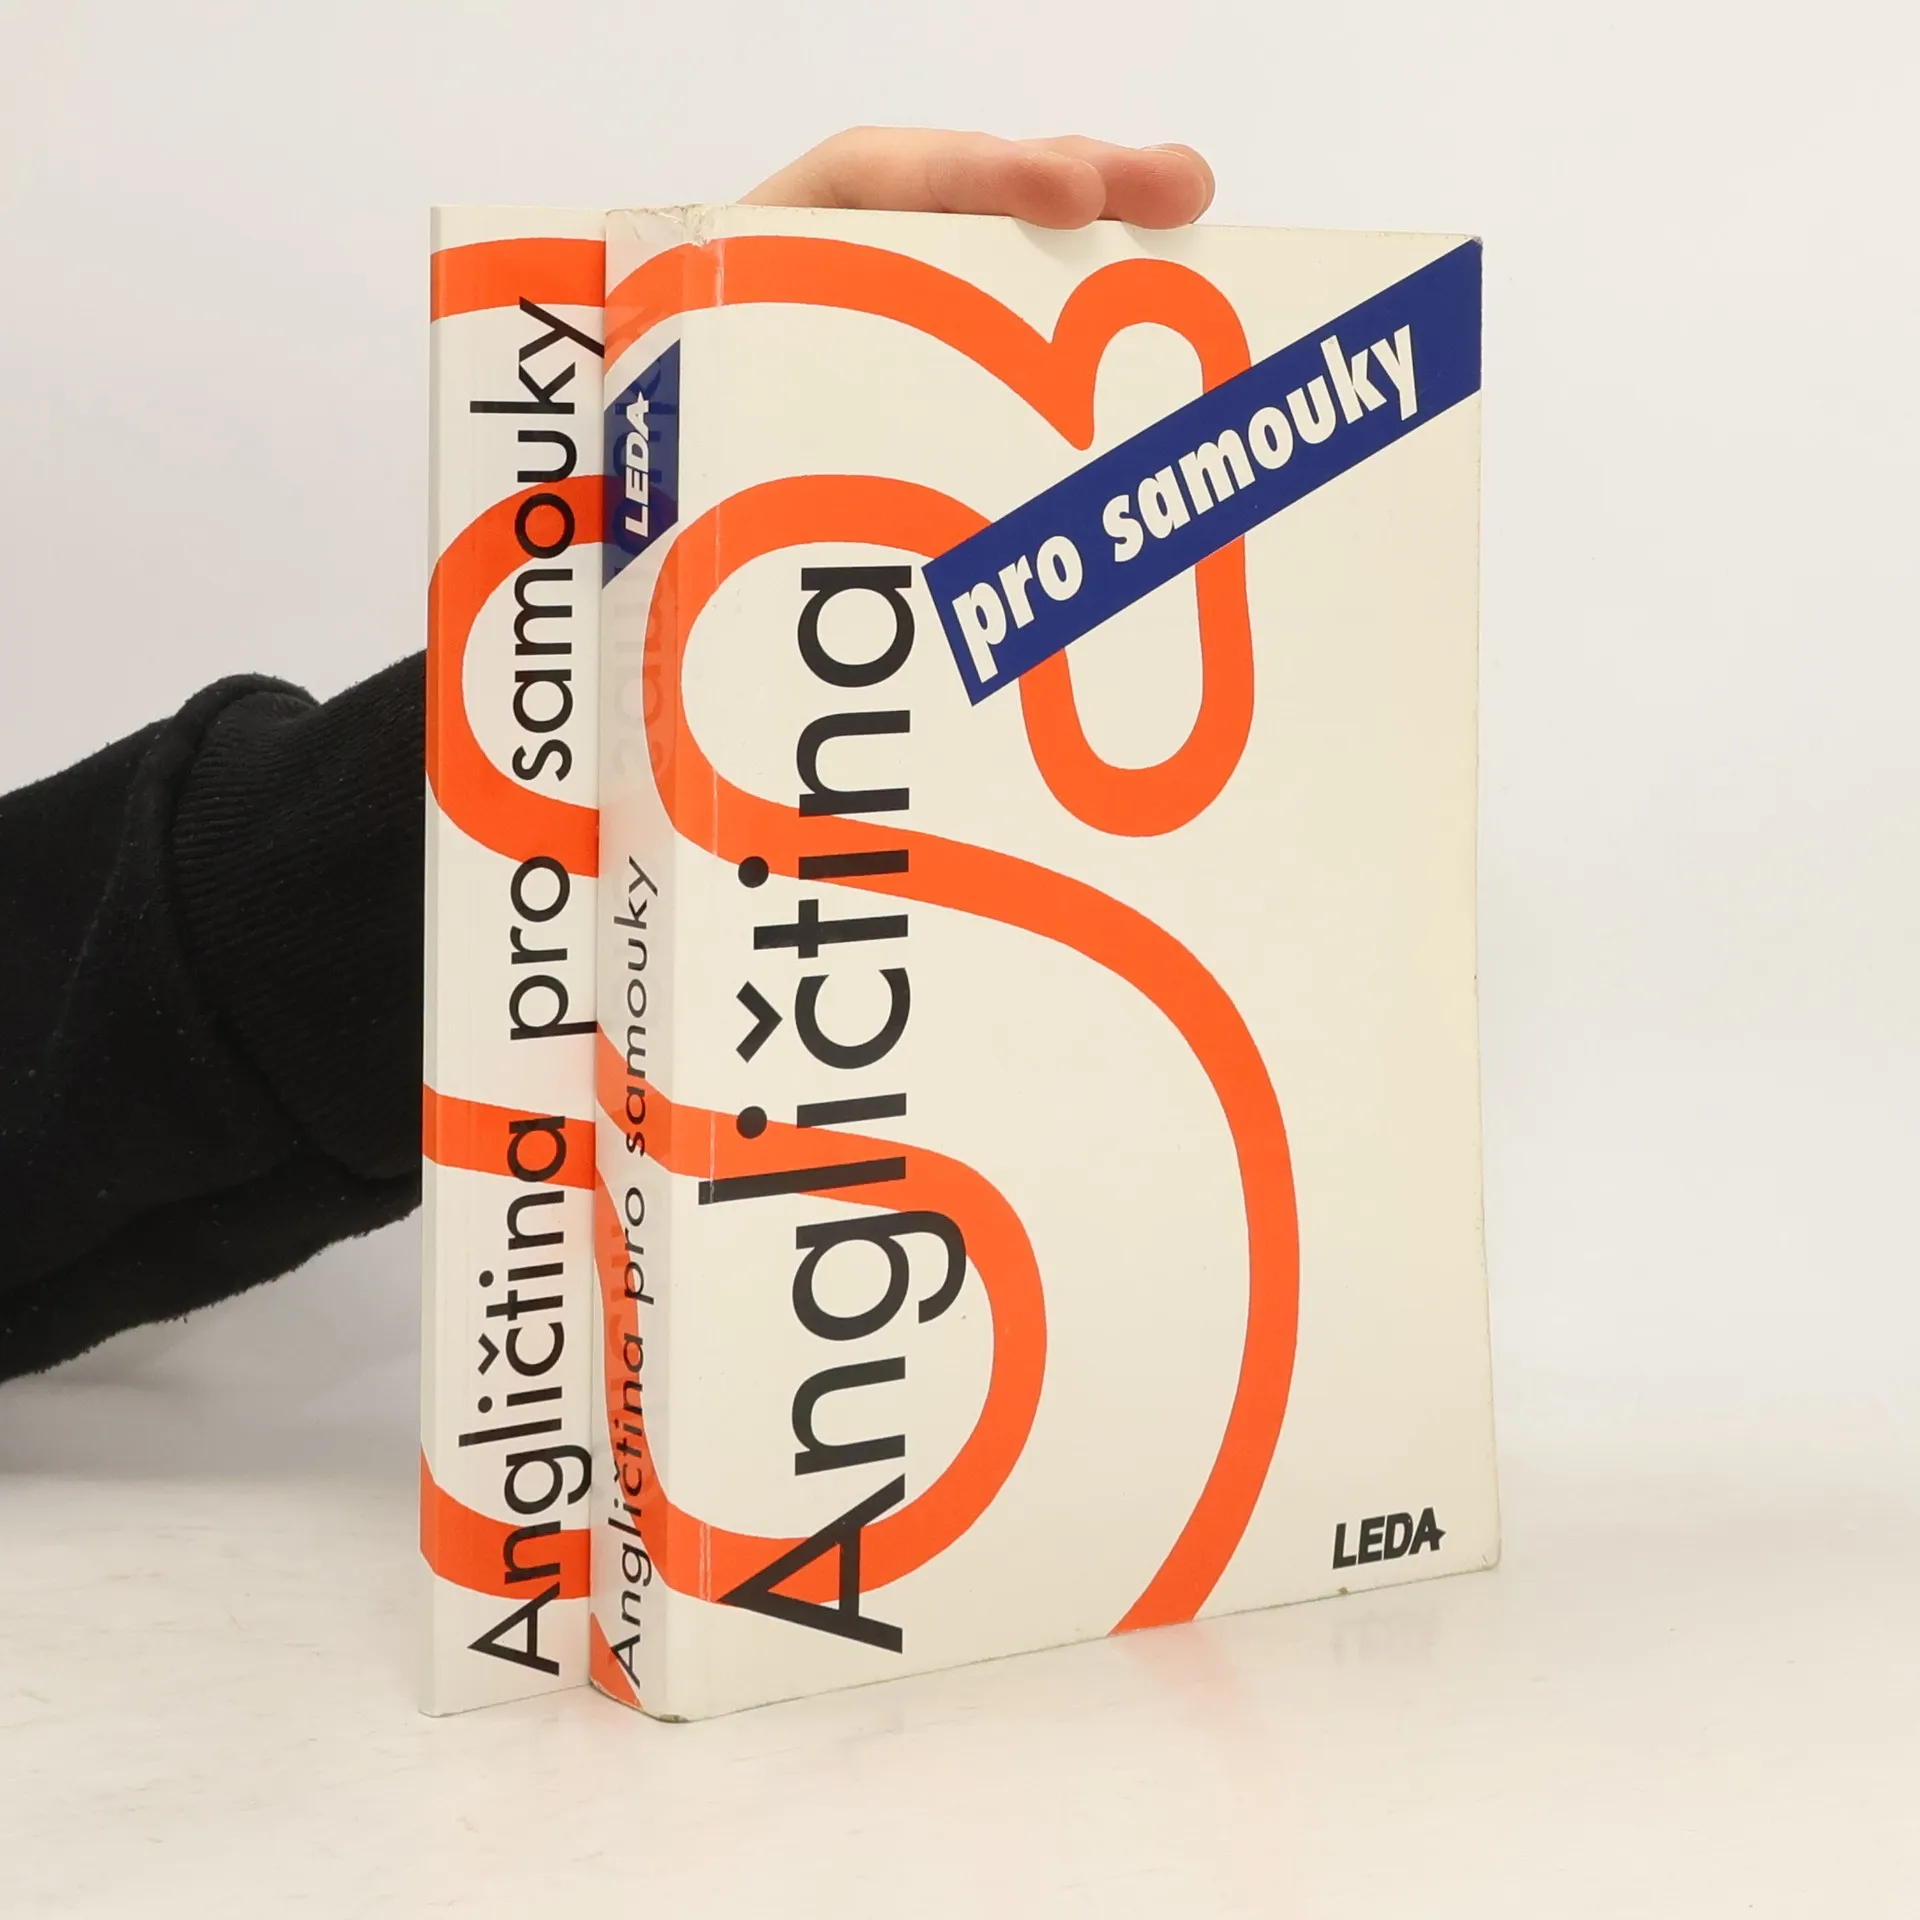 Angličtina pro samouky
LEDA
Angličtina pro samouky
Angličtina
pro samouky
LEDA